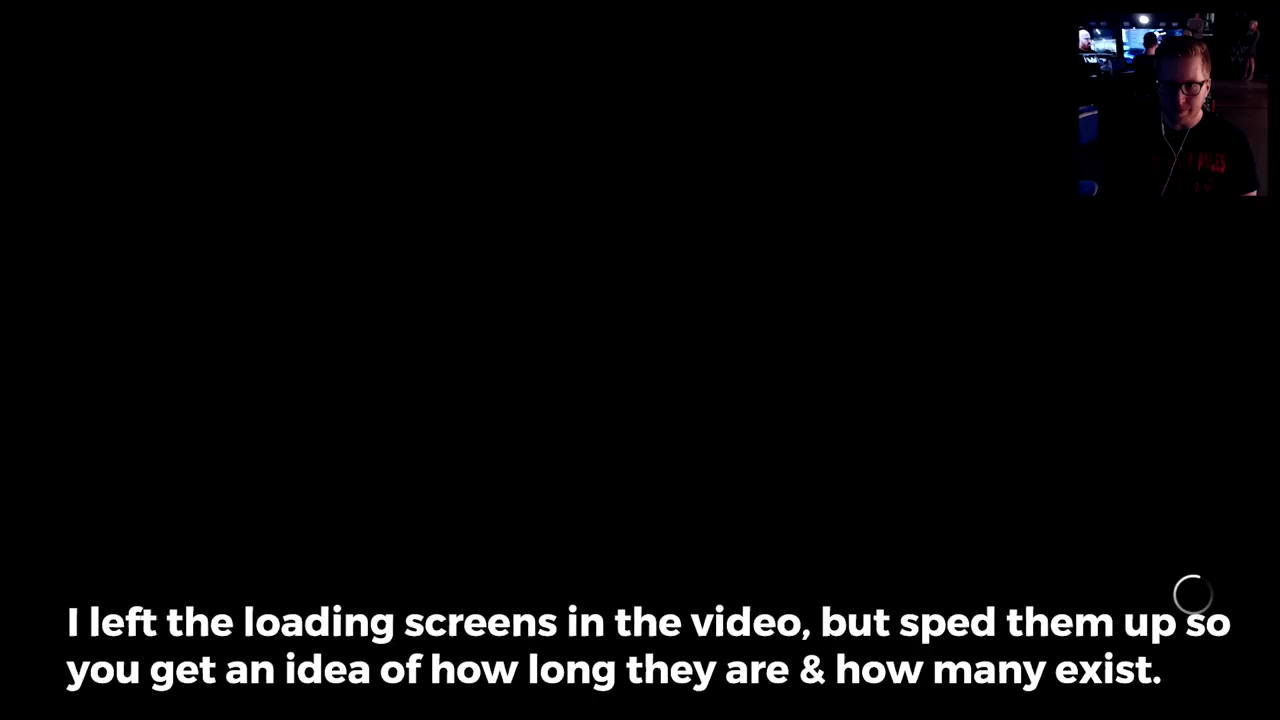 I left the loading screens in the video, but sped them up so
you get an idea of how long they are & how many exist.